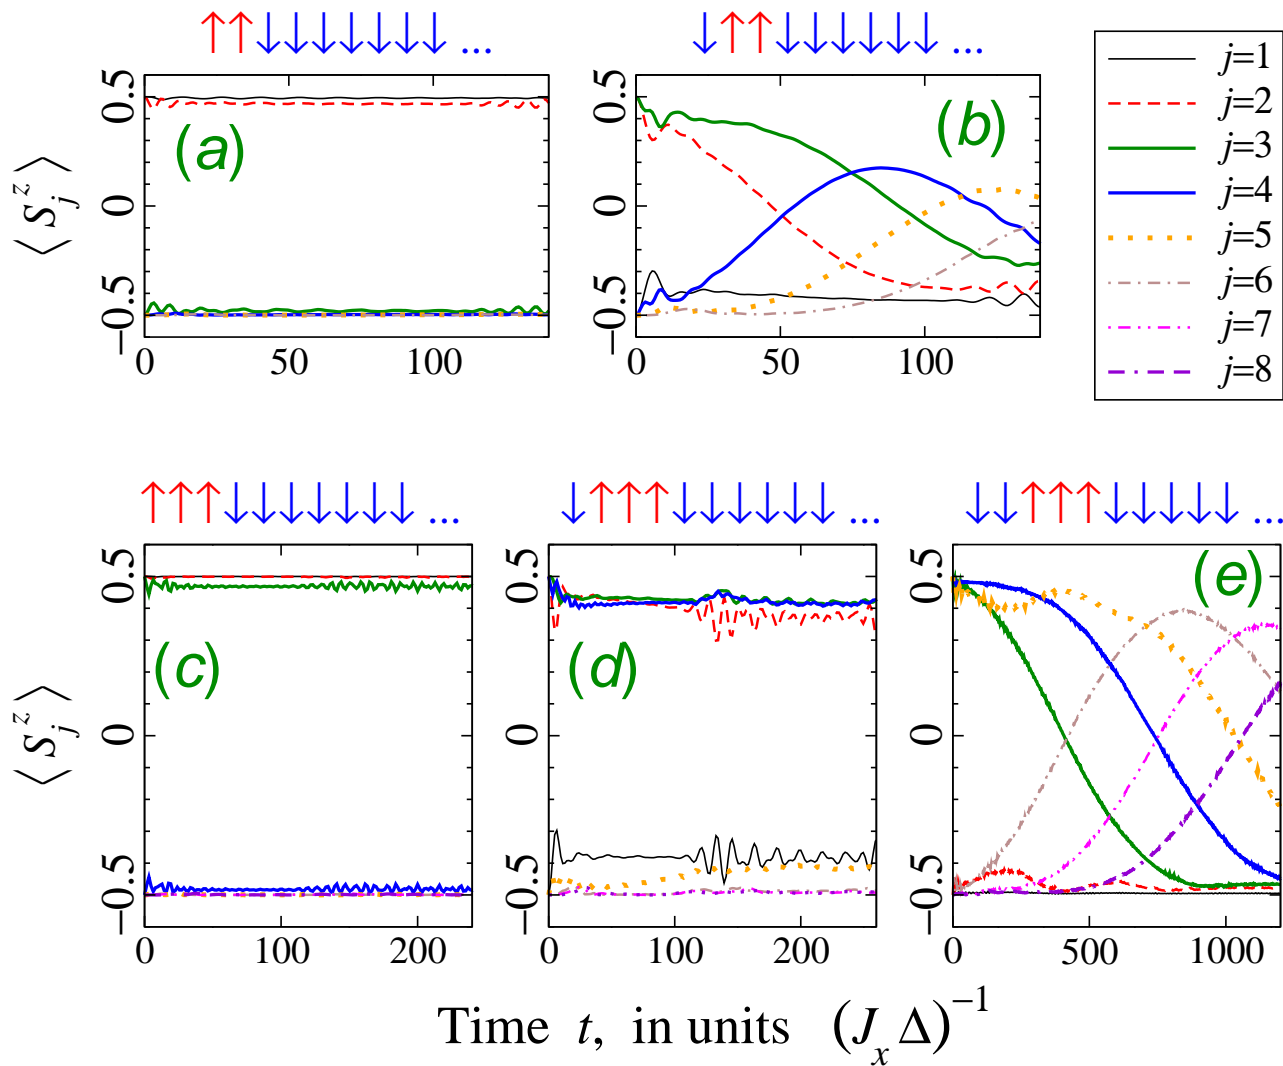 ↑↑↓↓↓↓↓↓↓ ...
↓↑↑↓↓↓↓↓↓ ...
j=1
j=2
j=3
j=4
j=5
j=6
j=7
j=8
⟨ S_j^z ⟩
0.5
0
−0.5
(a)
0 50 100
0.5
0
−0.5
(b)
0 50 100
↑↑↑↓↓↓↓↓↓↓ ...
↓↑↑↑↓↓↓↓↓↓ ...
↓↓↑↑↑↓↓↓↓↓ ...
⟨ S_j^z ⟩
0.5
0
−0.5
(c)
0 100 200
0.5
0
−0.5
(d)
0 100 200
0.5
0
−0.5
(e)
0 500 1000
Time t, in units (J_x Δ)^−1